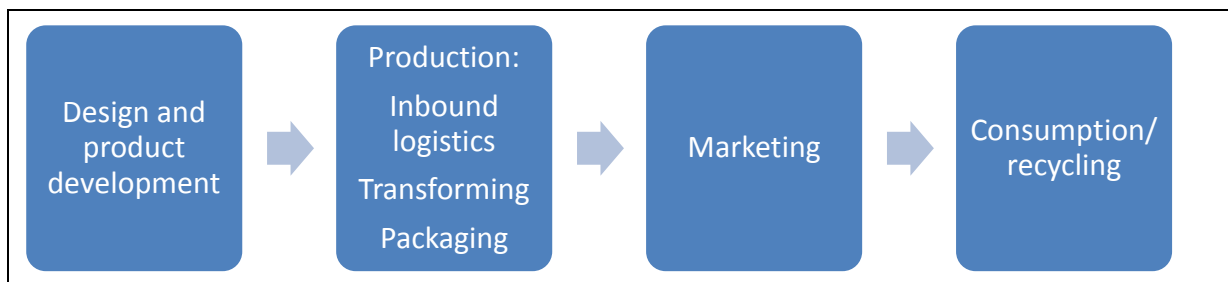 Design and
product
development
Production:
Inbound
logistics
Transforming
Packaging
Marketing
Consumption/
recycling